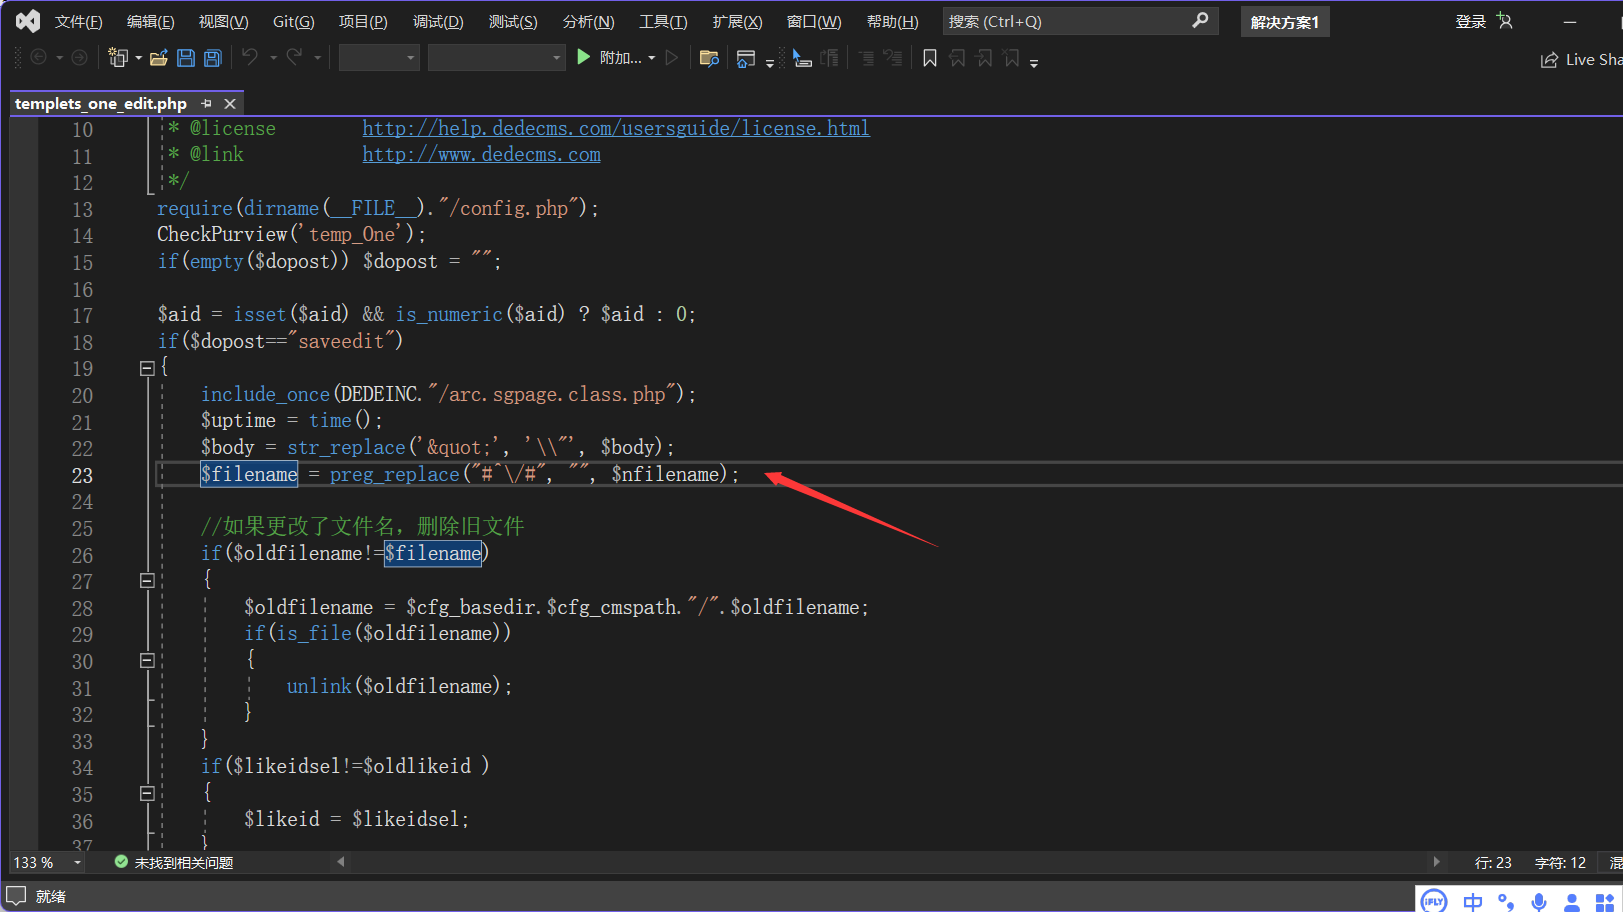 文件(F) 编辑(E) 视图(V) Git(G) 项目(P) 调试(D) 测试(S) 分析(N) 工具(T) 扩展(X) 窗口(W) 帮助(H) 搜索 (Ctrl+Q) 解决方案1 登录
附加... Live Sha
templets_one_edit.php
10 * @license http://help.dedecms.com/usersguide/license.html
11 * @link http://www.dedecms.com
12 */
13 require(dirname(__FILE__)."/config.php");
14 CheckPurview('temp_One');
15 if(empty($dopost)) $dopost = "";
16
17 $aid = isset($aid) && is_numeric($aid) ? $aid : 0;
18 if($dopost=="saveedit")
19 {
20 include_once(DEDEINC."/arc.sgpage.class.php");
21 $uptime = time();
22 $body = str_replace('&quot;', '\\"', $body);
23 $filename = preg_replace("#^\/#", "", $nfilename);
24
25 //如果更改了文件名，删除旧文件
26 if($oldfilename!=$filename)
27 {
28 $oldfilename = $cfg_basedir.$cfg_cmspath."/".$oldfilename;
29 if(is_file($oldfilename))
30 {
31 unlink($oldfilename);
32 }
33 }
34 if($likeidsel!=$oldlikeid )
35 {
36 $likeid = $likeidsel;
37 }
133 % 未找到相关问题 行: 23 字符: 12 混
就绪
iFLY 中